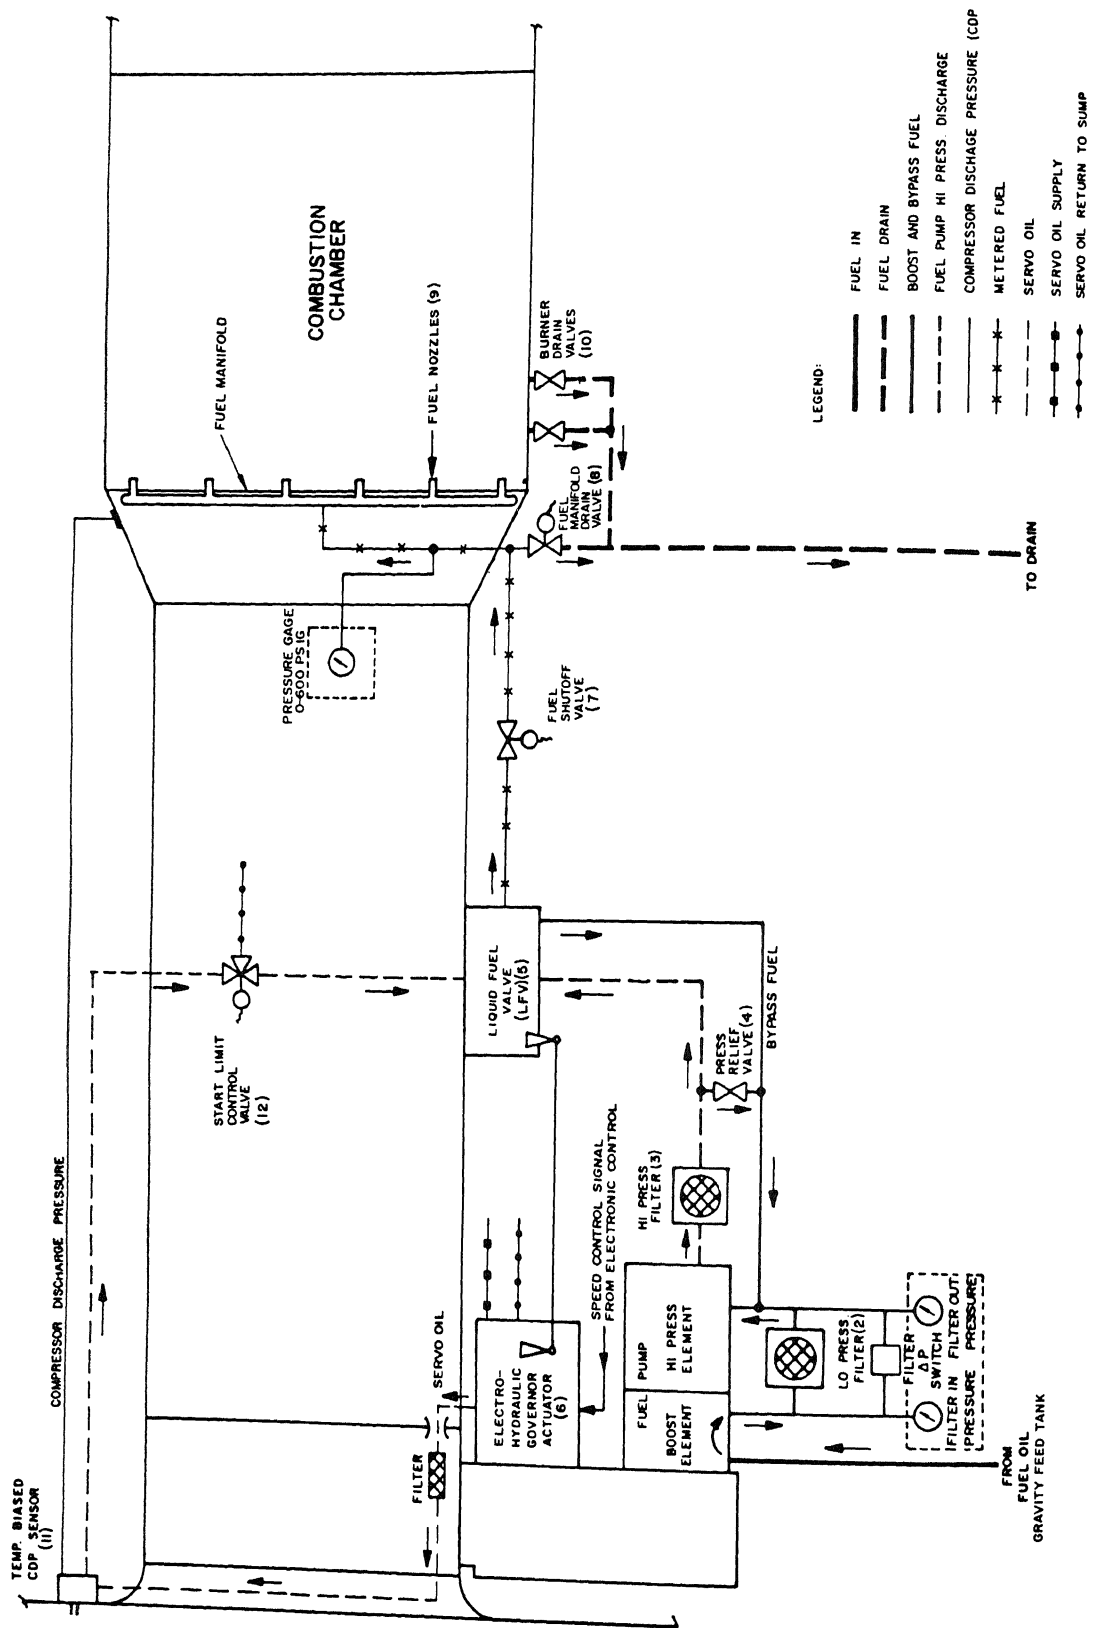 COMBUSTION
CHAMBER
FUEL MANIFOLD
FUEL NOZZLES (9)
BURNER
DRAIN
VALVES
(10)
FUEL
MANIFOLD
DRAIN
VALVE (8)
TO DRAIN
PRESSURE GAGE
0-600 PSIG
FUEL
SHUTOFF
VALVE
(7)
START LIMIT
CONTROL
VALVE
(12)
LIQUID FUEL
VALVE
(LFV)(5)
BYPASS FUEL
PRESS
RELIEF
VALVE (4)
HI PRESS
FILTER (3)
SPEED CONTROL SIGNAL
FROM ELECTRONIC CONTROL
COMPRESSOR DISCHARGE PRESSURE
SERVO OIL
ELECTRO-
HYDRAULIC
GOVERNOR
ACTUATOR
(6)
FILTER
TEMP. BIASED
CDP SENSOR
(11)
FUEL PUMP
BOOST ELEMENT
HI PRESS
ELEMENT
LO PRESS
FILTER (2)
FILTER
ΔP
SWITCH
FILTER IN PRESSURE
FILTER OUT PRESSURE
FROM
FUEL OIL
GRAVITY FEED TANK
LEGEND:
FUEL IN
FUEL DRAIN
BOOST AND BYPASS FUEL
FUEL PUMP HI PRESS. DISCHARGE
COMPRESSOR DISCHAGE PRESSURE (CDP
METERED FUEL
SERVO OIL
SERVO OIL SUPPLY
SERVO OIL RETURN TO SUMP